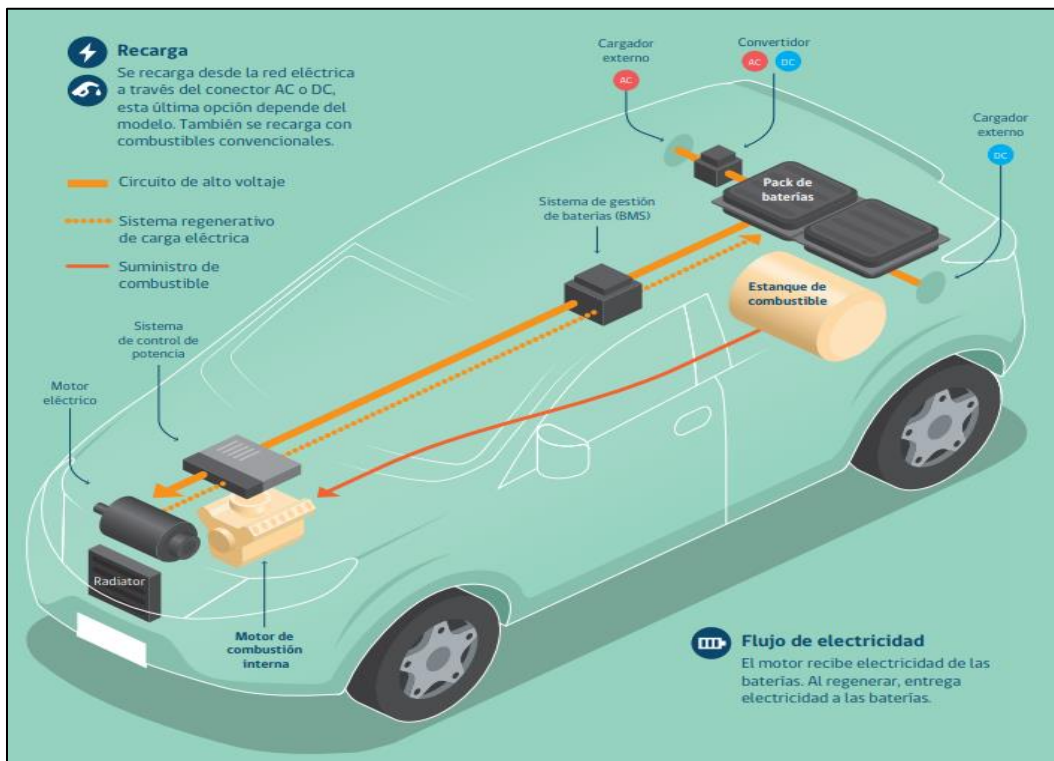 Recarga
Se recarga desde la red eléctrica
a través del conector AC o DC,
esta última opción depende del
modelo. También se recarga con
combustibles convencionales.
Circuito de alto voltaje
Sistema regenerativo
de carga eléctrica
Suministro de
combustible
Cargador
externo
AC
Convertidor
AC DC
Cargador
externo
DC
Pack de
baterías
Sistema de gestión
de baterías (BMS)
Estanque de
combustible
Sistema
de control de
potencia
Motor
eléctrico
Radiator
Motor de
combustión
interna
Flujo de electricidad
El motor recibe electricidad de las
baterías. Al regenerar, entrega
electricidad a las baterías.